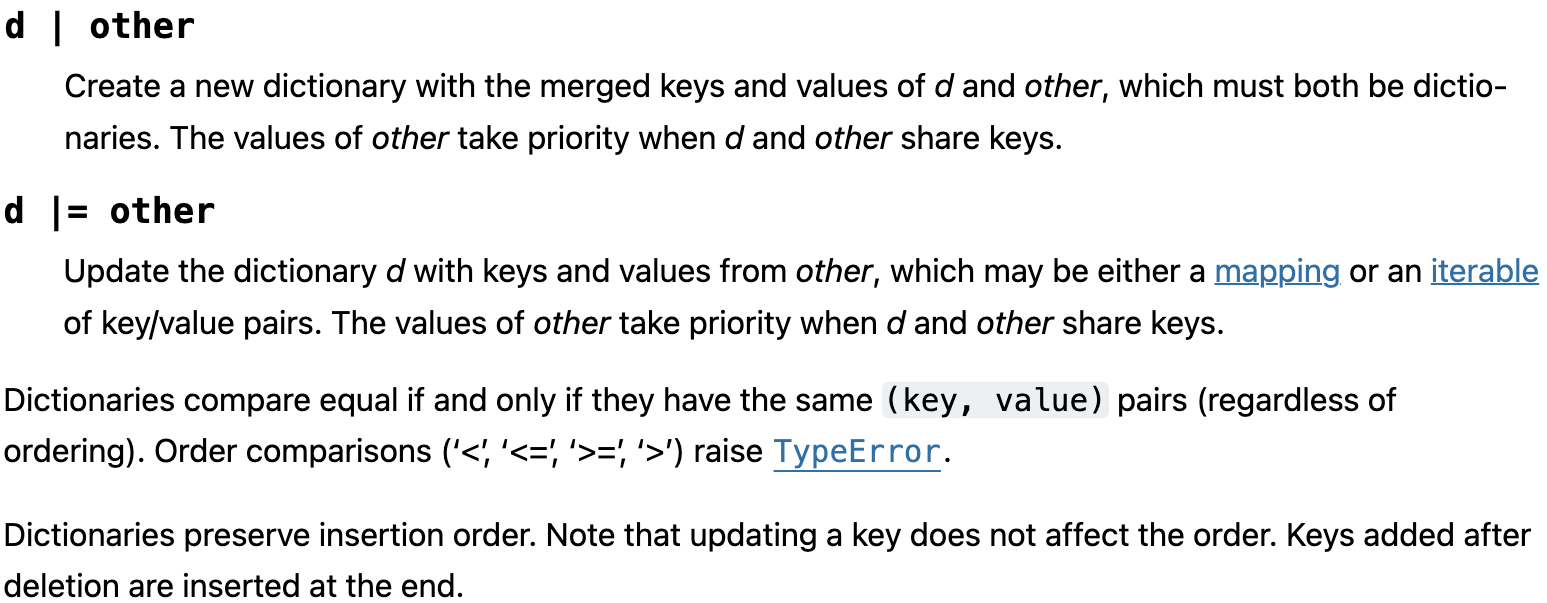 d | other
Create a new dictionary with the merged keys and values of d and other, which must both be dictio-
naries. The values of other take priority when d and other share keys.
d |= other
Update the dictionary d with keys and values from other, which may be either a mapping or an iterable
of key/value pairs. The values of other take priority when d and other share keys.
Dictionaries compare equal if and only if they have the same (key, value) pairs (regardless of
ordering). Order comparisons (‘<’, ‘<=’, ‘>=’, ‘>’) raise TypeError.
Dictionaries preserve insertion order. Note that updating a key does not affect the order. Keys added after
deletion are inserted at the end.